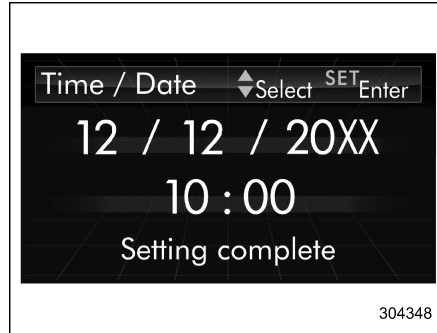 Time / Date Select SET Enter
12 / 12 / 20XX
10 : 00
Setting complete
304348